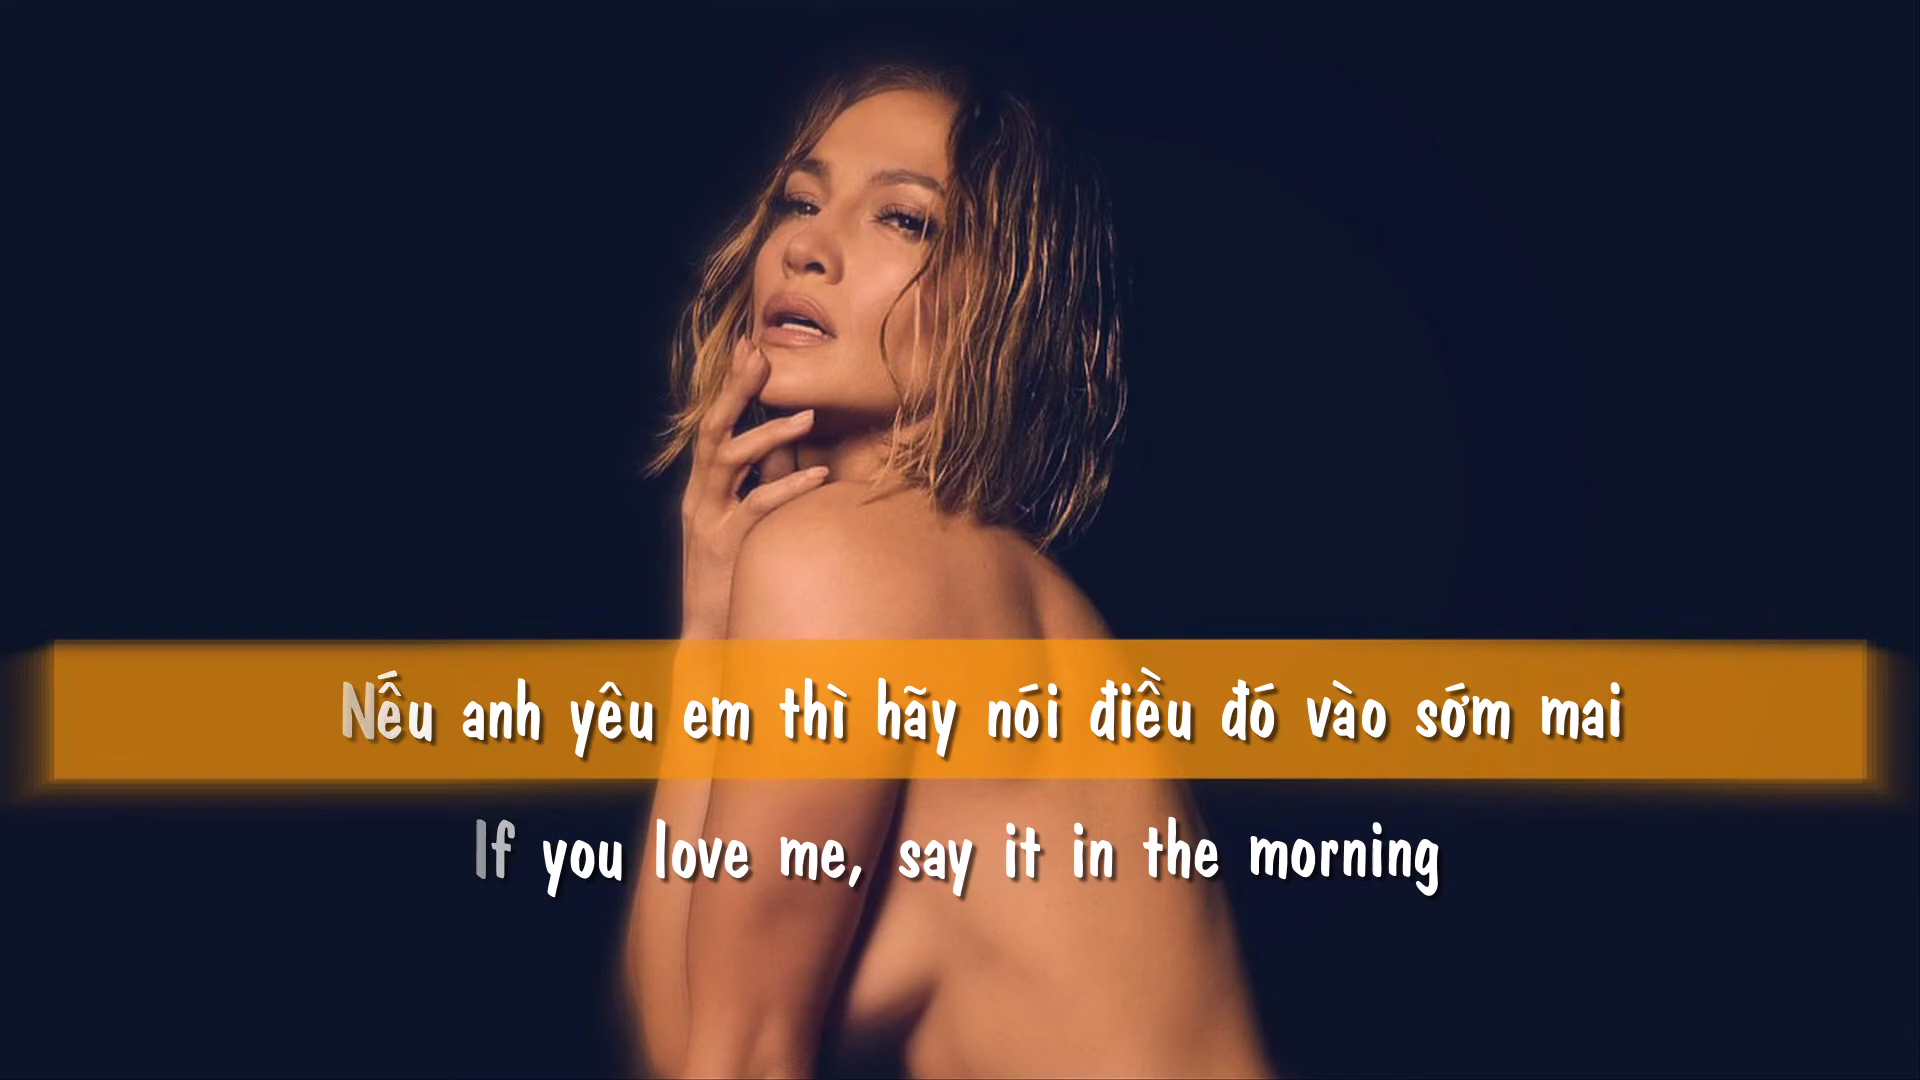 Nếu anh yêu em thì hãy nói điều đó vào sớm mai
If you love me, say it in the morning